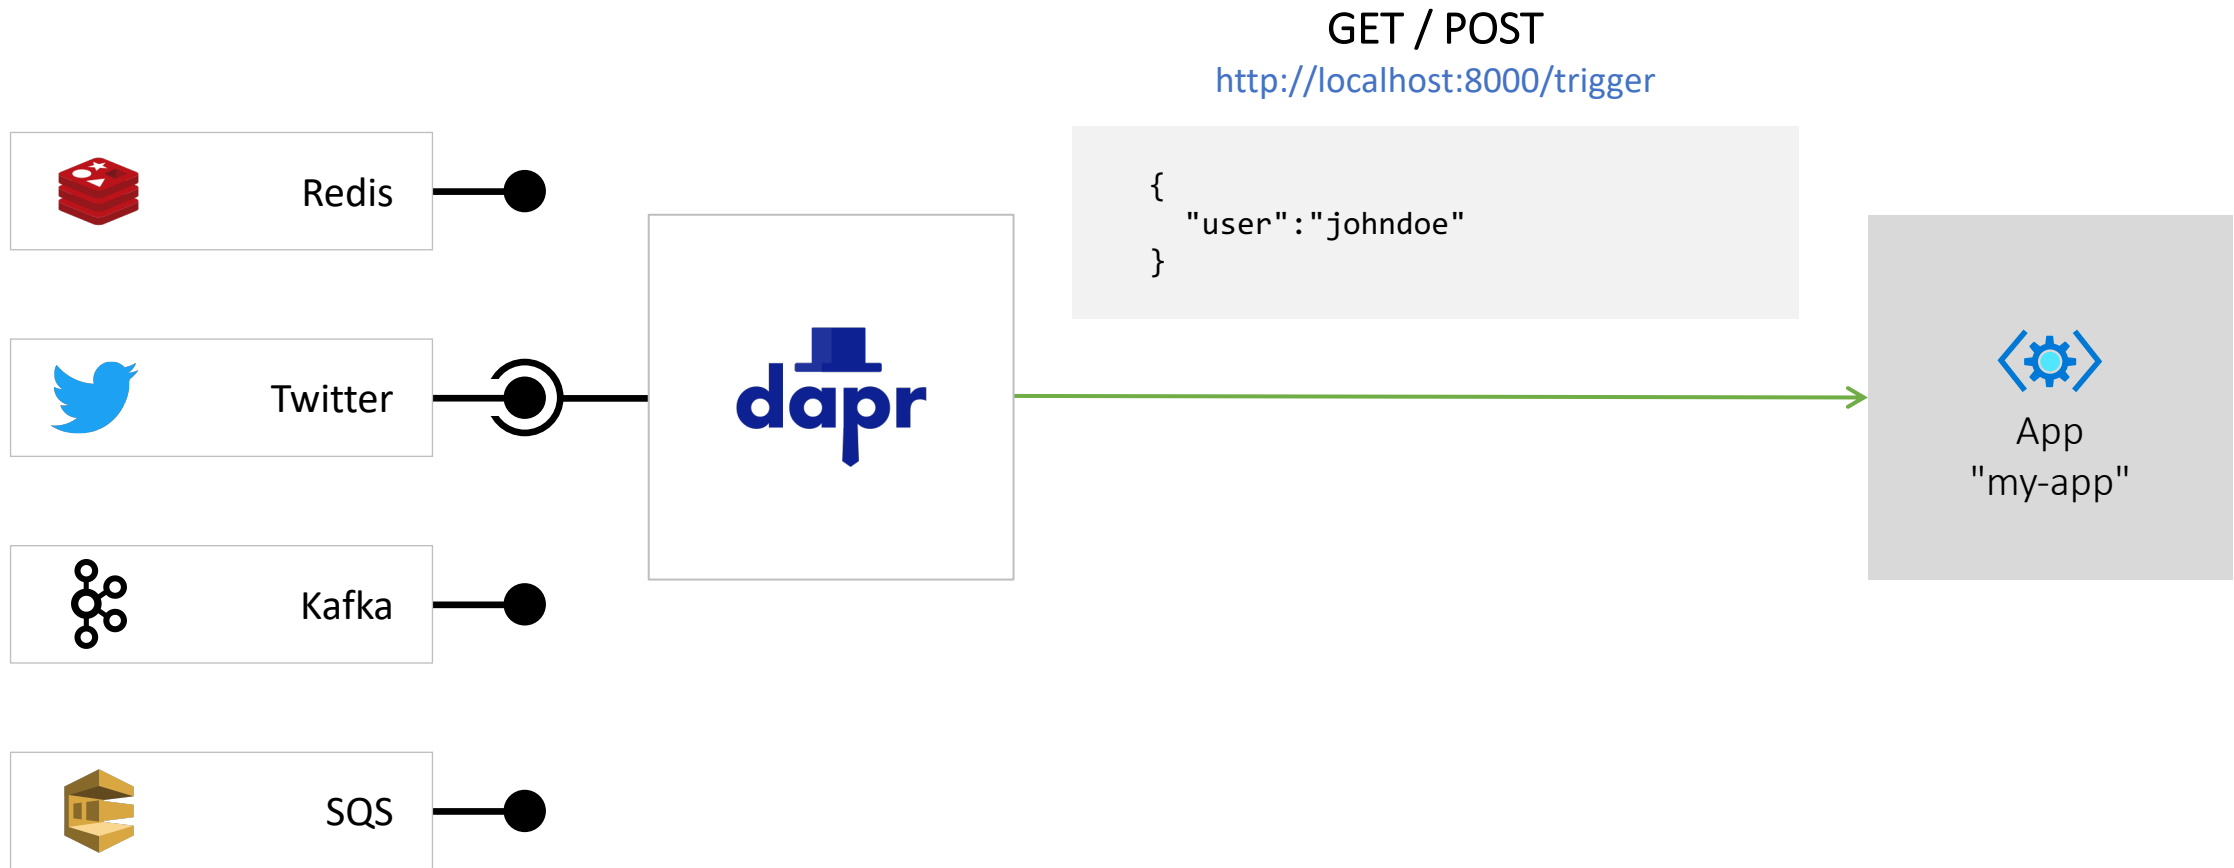 GET / POST
http://localhost:8000/trigger
{
"user":"johndoe"
}
Redis
Twitter
Kafka
SQS
dapr
App
"my-app"